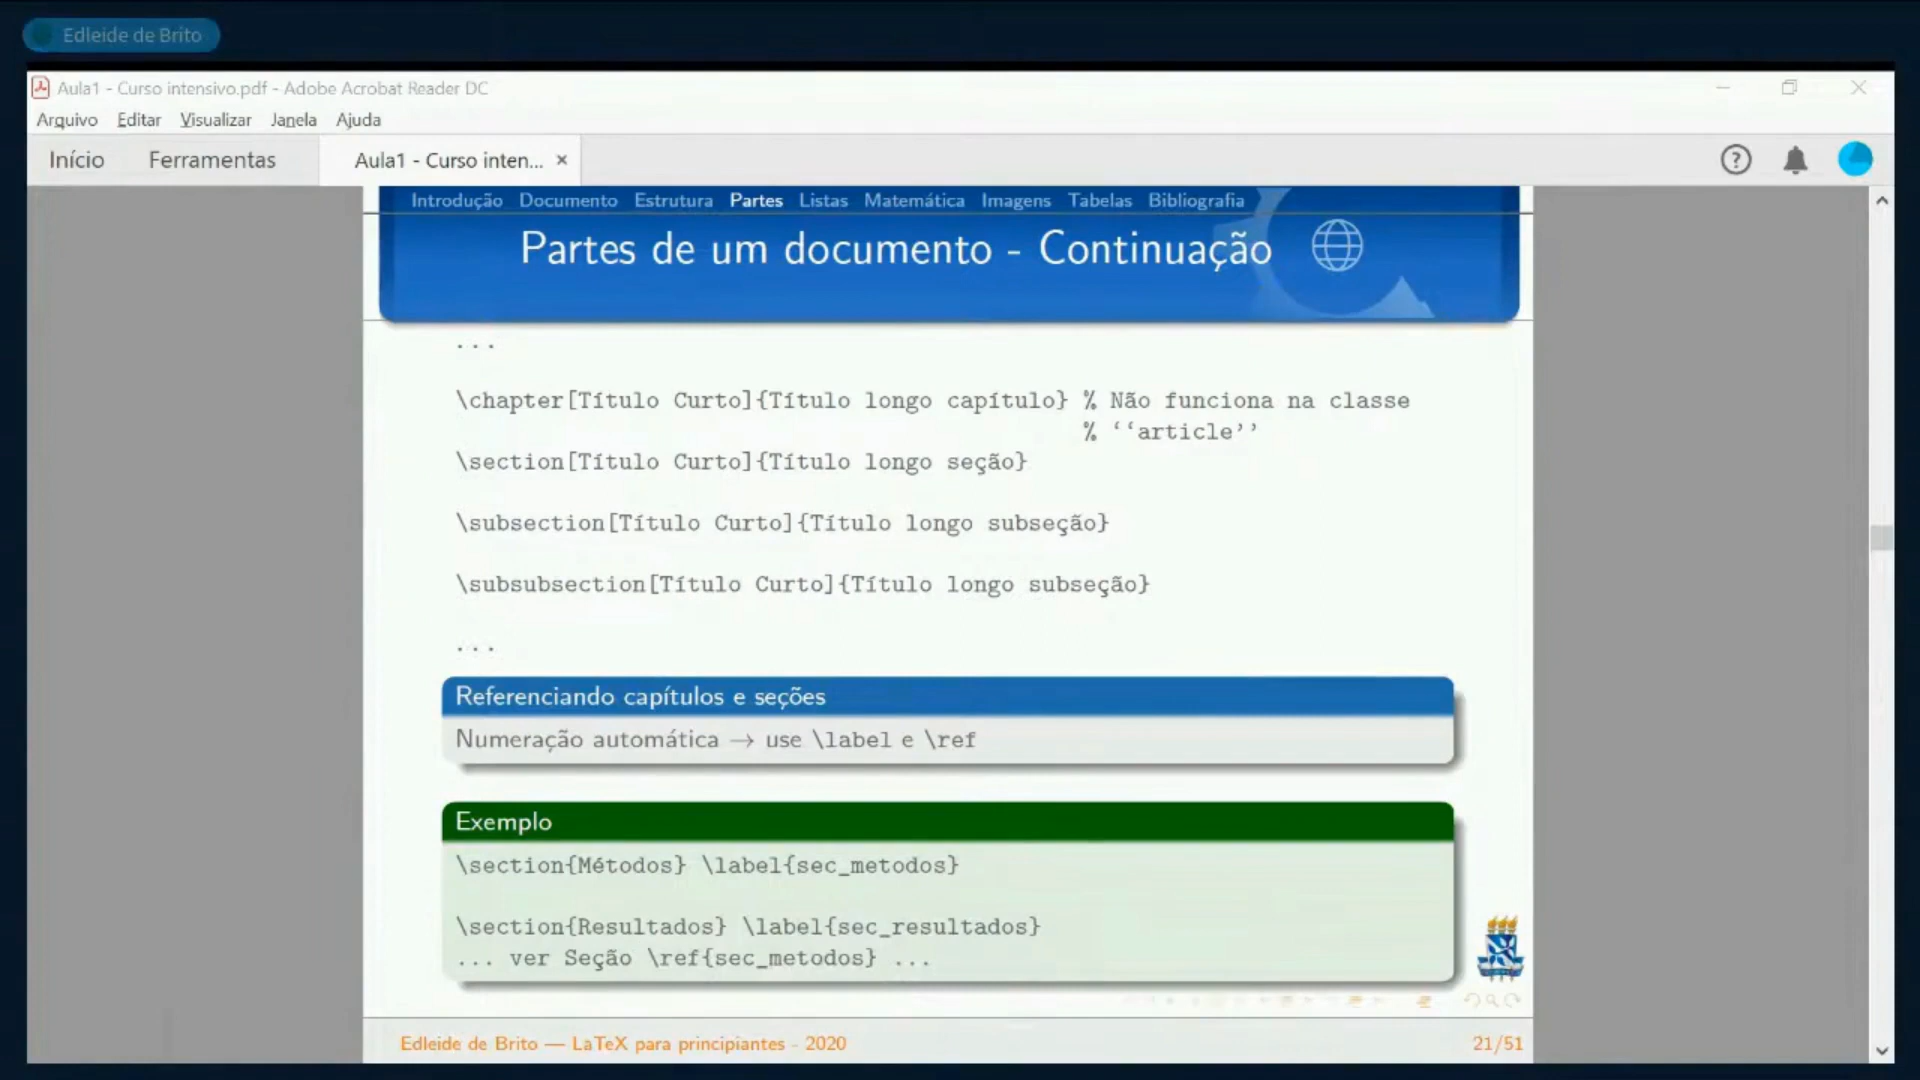 Edleide de Brito
Aula1 - Curso intensivo.pdf - Adobe Acrobat Reader DC
Arquivo Editar Visualizar Janela Ajuda
Início Ferramentas Aula1 - Curso inten... ×
Introdução Documento Estrutura Partes Listas Matemática Imagens Tabelas Bibliografia
Partes de um documento - Continuação
...
\chapter[Título Curto]{Título longo capítulo} % Não funciona na classe
% ‘‘article’’
\section[Título Curto]{Título longo seção}
\subsection[Título Curto]{Título longo subseção}
\subsubsection[Título Curto]{Título longo subseção}
...
Referenciando capítulos e seções
Numeração automática → use \label e \ref
Exemplo
\section{Métodos} \label{sec_metodos}
\section{Resultados} \label{sec_resultados}
... ver Seção \ref{sec_metodos} ...
Edleide de Brito — LaTeX para principiantes - 2020 21/51